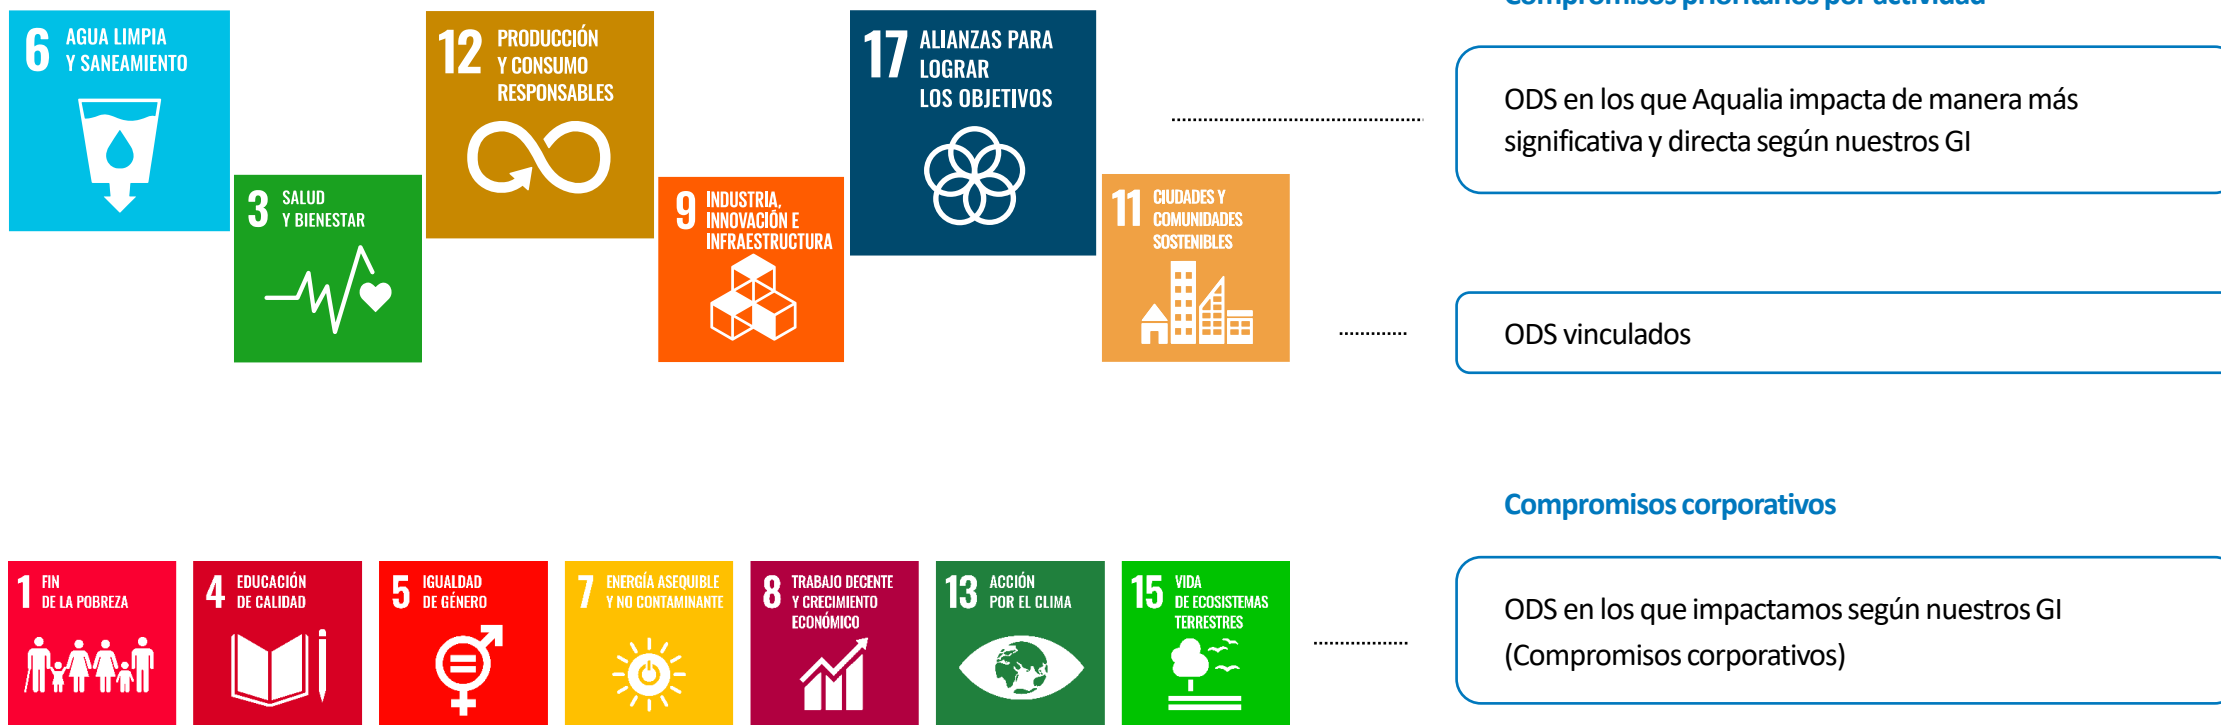 Compromisos prioritarios por actividad
6 AGUA LIMPIA
Y SANEAMIENTO
12 PRODUCCIÓN
Y CONSUMO
RESPONSABLES
17 ALIANZAS PARA
LOGRAR
LOS OBJETIVOS
ODS en los que Aqualia impacta de manera más
significativa y directa según nuestros GI
3 SALUD
Y BIENESTAR
9 INDUSTRIA,
INNOVACIÓN E
INFRAESTRUCTURA
11 CIUDADES Y
COMUNIDADES
SOSTENIBLES
ODS vinculados
Compromisos corporativos
1 FIN
DE LA POBREZA
4 EDUCACIÓN
DE CALIDAD
5 IGUALDAD
DE GÉNERO
7 ENERGÍA ASEQUIBLE
Y NO CONTAMINANTE
8 TRABAJO DECENTE
Y CRECIMIENTO
ECONÓMICO
13 ACCIÓN
POR EL CLIMA
15 VIDA
DE ECOSISTEMAS
TERRESTRES
ODS en los que impactamos según nuestros GI
(Compromisos corporativos)